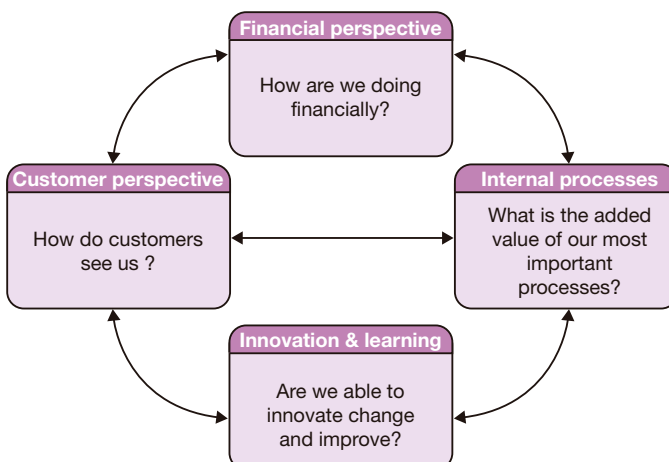 Financial perspective
How are we doing
financially?
Customer perspective
How do customers
see us ?
Internal processes
What is the added
value of our most
important
processes?
Innovation & learning
Are we able to
innovate change
and improve?